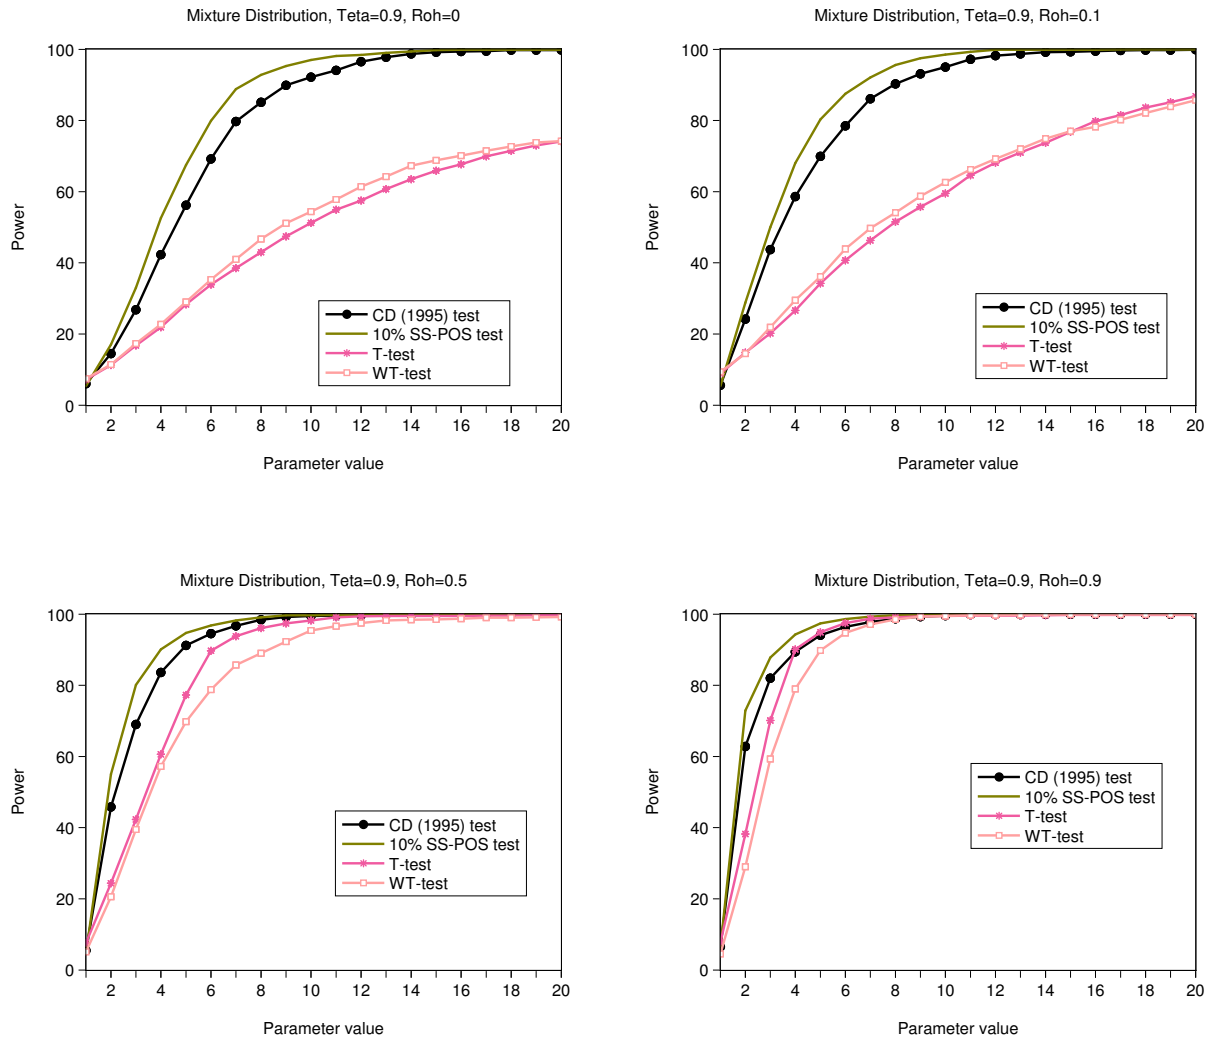 Mixture Distribution, Teta=0.9, Roh=0
Power
100
80
60
40
20
0
CD (1995) test
10% SS-POS test
T-test
WT-test
2 4 6 8 10 12 14 16 18 20
Parameter value
Mixture Distribution, Teta=0.9, Roh=0.1
Power
100
80
60
40
20
0
CD (1995) test
10% SS-POS test
T-test
WT-test
2 4 6 8 10 12 14 16 18 20
Parameter value
Mixture Distribution, Teta=0.9, Roh=0.5
Power
100
80
60
40
20
0
CD (1995) test
10% SS-POS test
T-test
WT-test
2 4 6 8 10 12 14 16 18 20
Parameter value
Mixture Distribution, Teta=0.9, Roh=0.9
Power
100
80
60
40
20
0
CD (1995) test
10% SS-POS test
T-test
WT-test
2 4 6 8 10 12 14 16 18 20
Parameter value